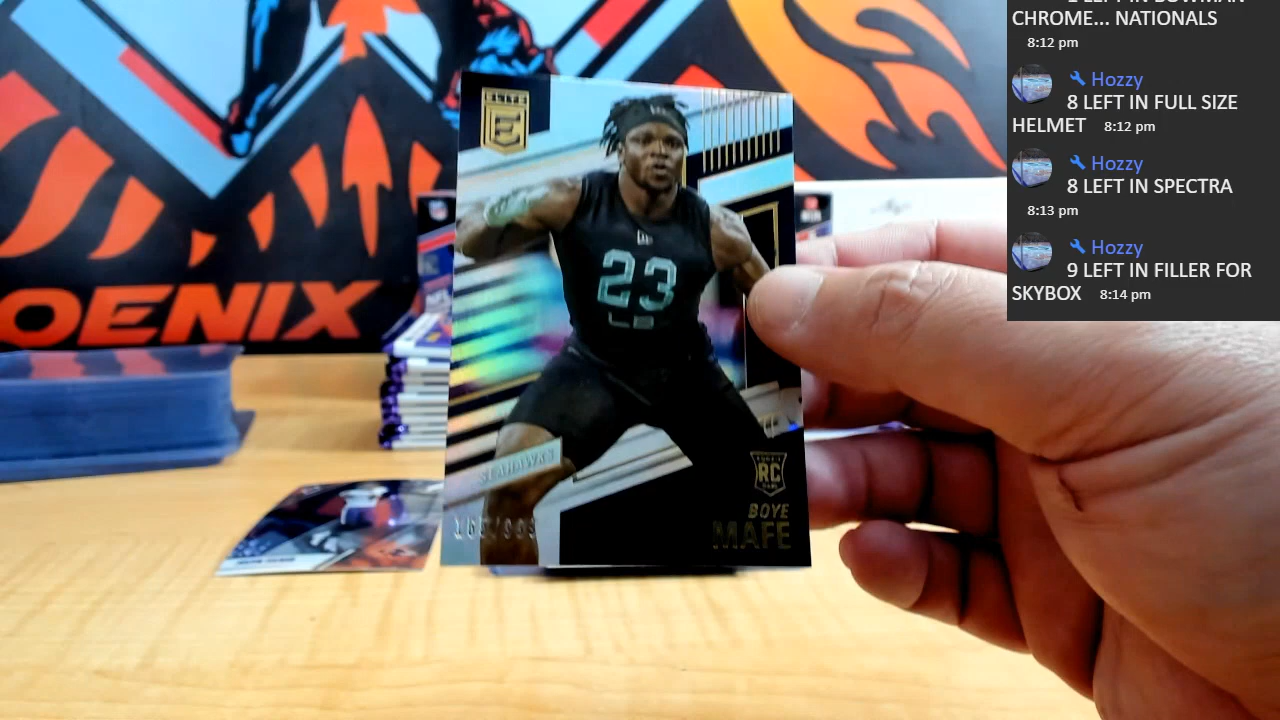 OENIX
ELITE
E
23
SEAHAWKS
RC
BOYE
MAFE
CHROME... NATIONALS
8:12 pm
Hozzy
8 LEFT IN FULL SIZE
HELMET 8:12 pm
Hozzy
8 LEFT IN SPECTRA
8:13 pm
Hozzy
9 LEFT IN FILLER FOR
SKYBOX 8:14 pm